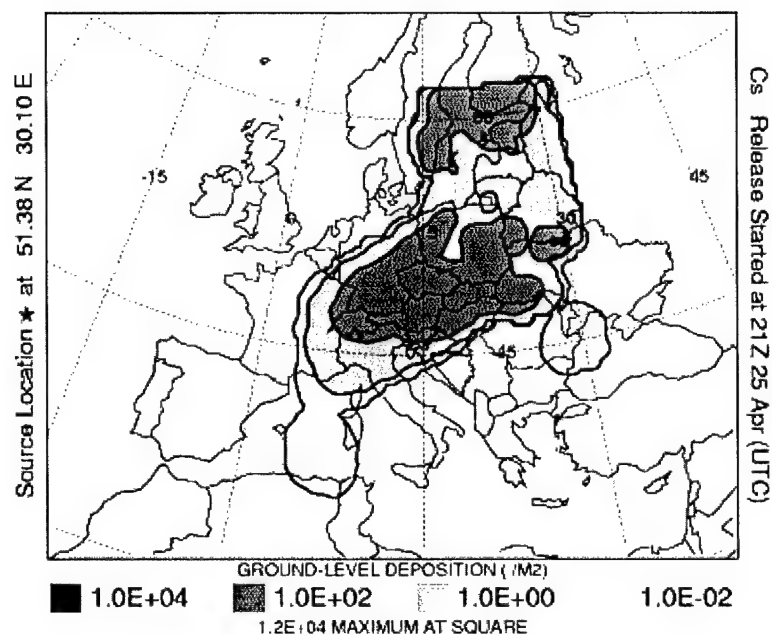 Source Location ★ at 51.38 N 30.10 E
-15
0
45
30
45
Cs Release Started at 21Z 25 Apr (UTC)
GROUND-LEVEL DEPOSITION ( /M2)
1.0E+04 1.0E+02 1.0E+00 1.0E-02
1.2E+04 MAXIMUM AT SQUARE